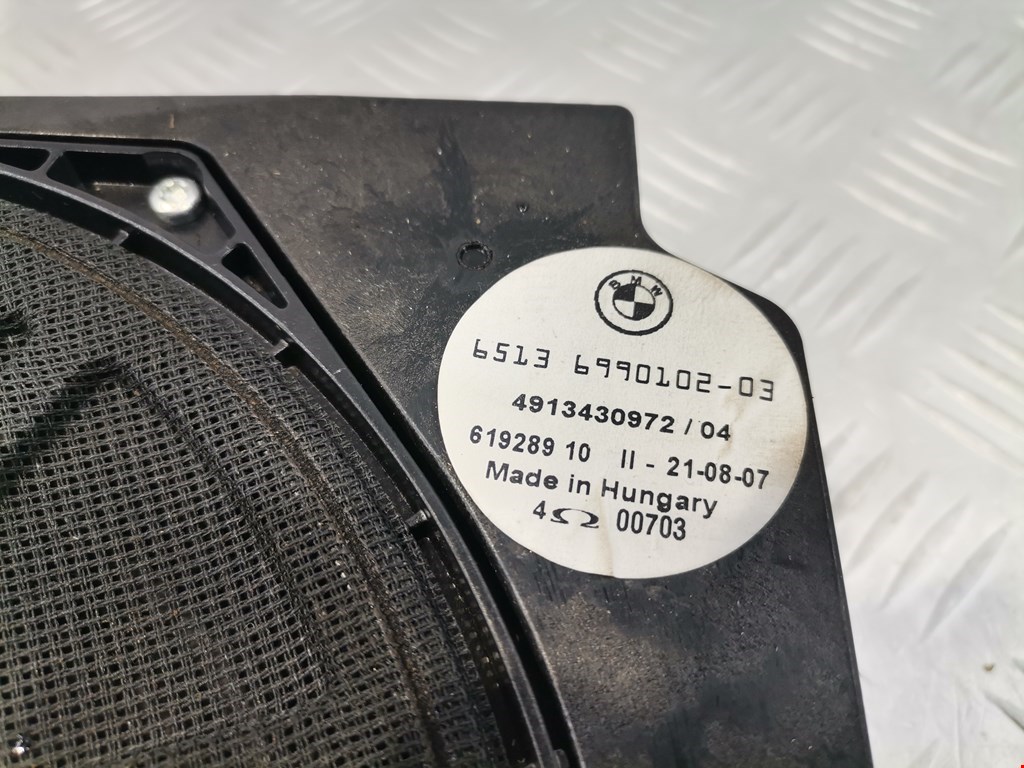 BMW
6513 6990102-03
4913430972 / 04
619289 10 II - 21-08-07
Made in Hungary
4Ω 00703